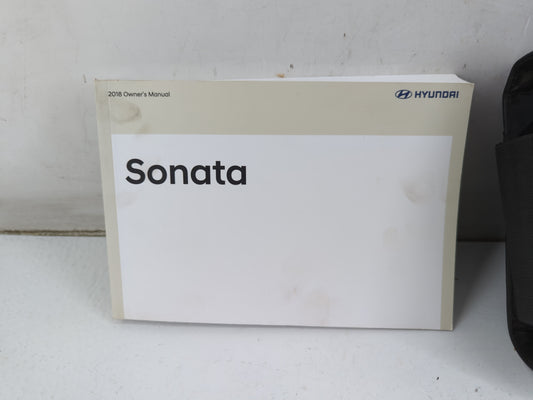 2018 Owner's Manual
HYUNDAI
Sonata